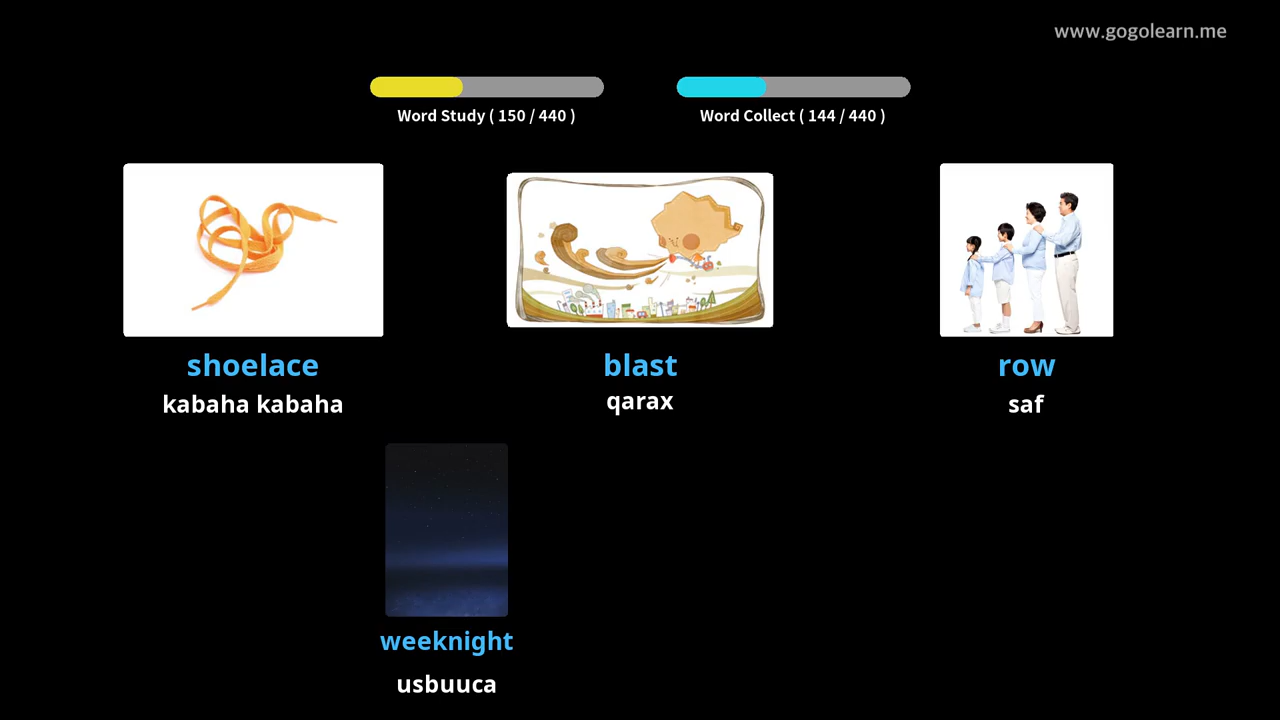 www.gogolearn.me
Word Study ( 150 / 440 )
Word Collect ( 144 / 440 )
shoelace
kabaha kabaha
blast
qarax
row
saf
weeknight
usbuuca